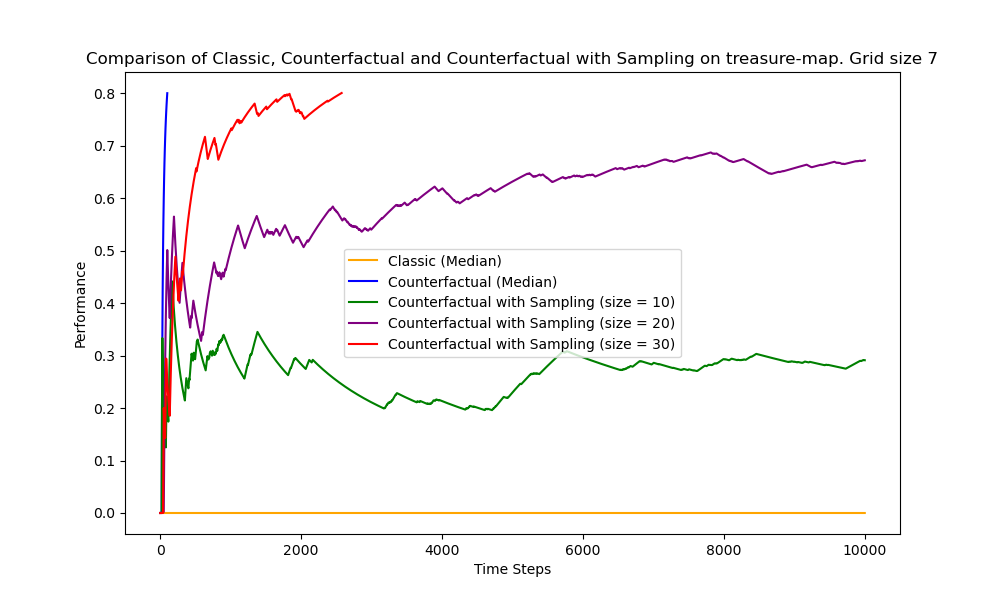 Comparison of Classic, Counterfactual and Counterfactual with Sampling on treasure-map. Grid size 7
Performance
0.8
0.7
0.6
0.5
0.4
0.3
0.2
0.1
0.0
Classic (Median)
Counterfactual (Median)
Counterfactual with Sampling (size = 10)
Counterfactual with Sampling (size = 20)
Counterfactual with Sampling (size = 30)
0
2000
4000
6000
8000
10000
Time Steps